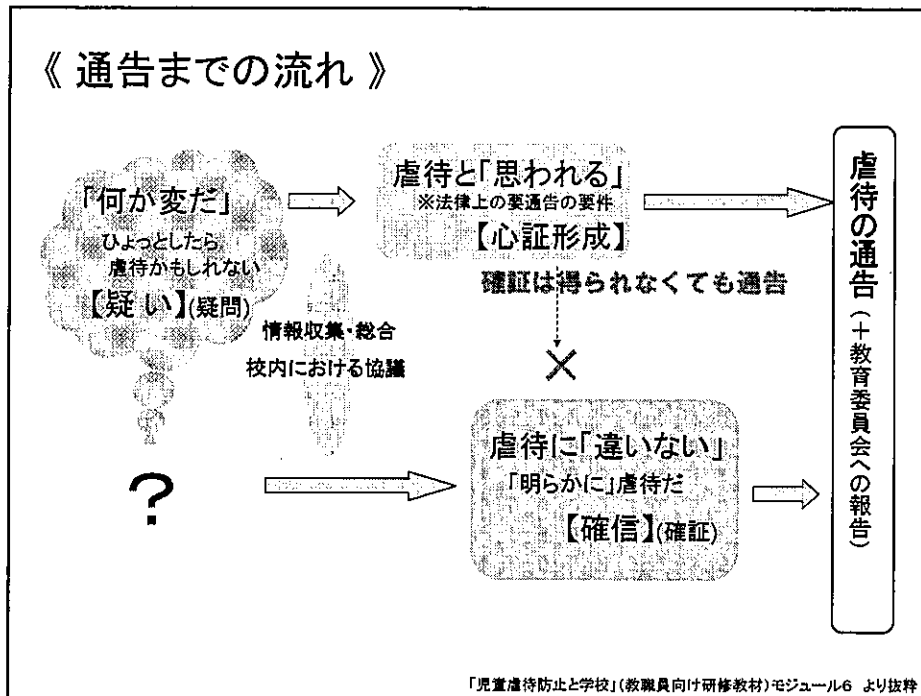 《 通告までの流れ 》
「何か変だ」
ひょっとしたら
虐待かもしれない
【疑 い】(疑問)
?
情報収集・総合
校内における協議
虐待と「思われる」
※法律上の要通告の要件
【心証形成】
確証は得られなくても通告
×
虐待に「違いない」
「明らかに」虐待だ
【確信】(確証)
虐待の通告(+教育委員会への報告)
「児童虐待防止と学校」(教職員向け研修教材)モジュール6 より抜粋